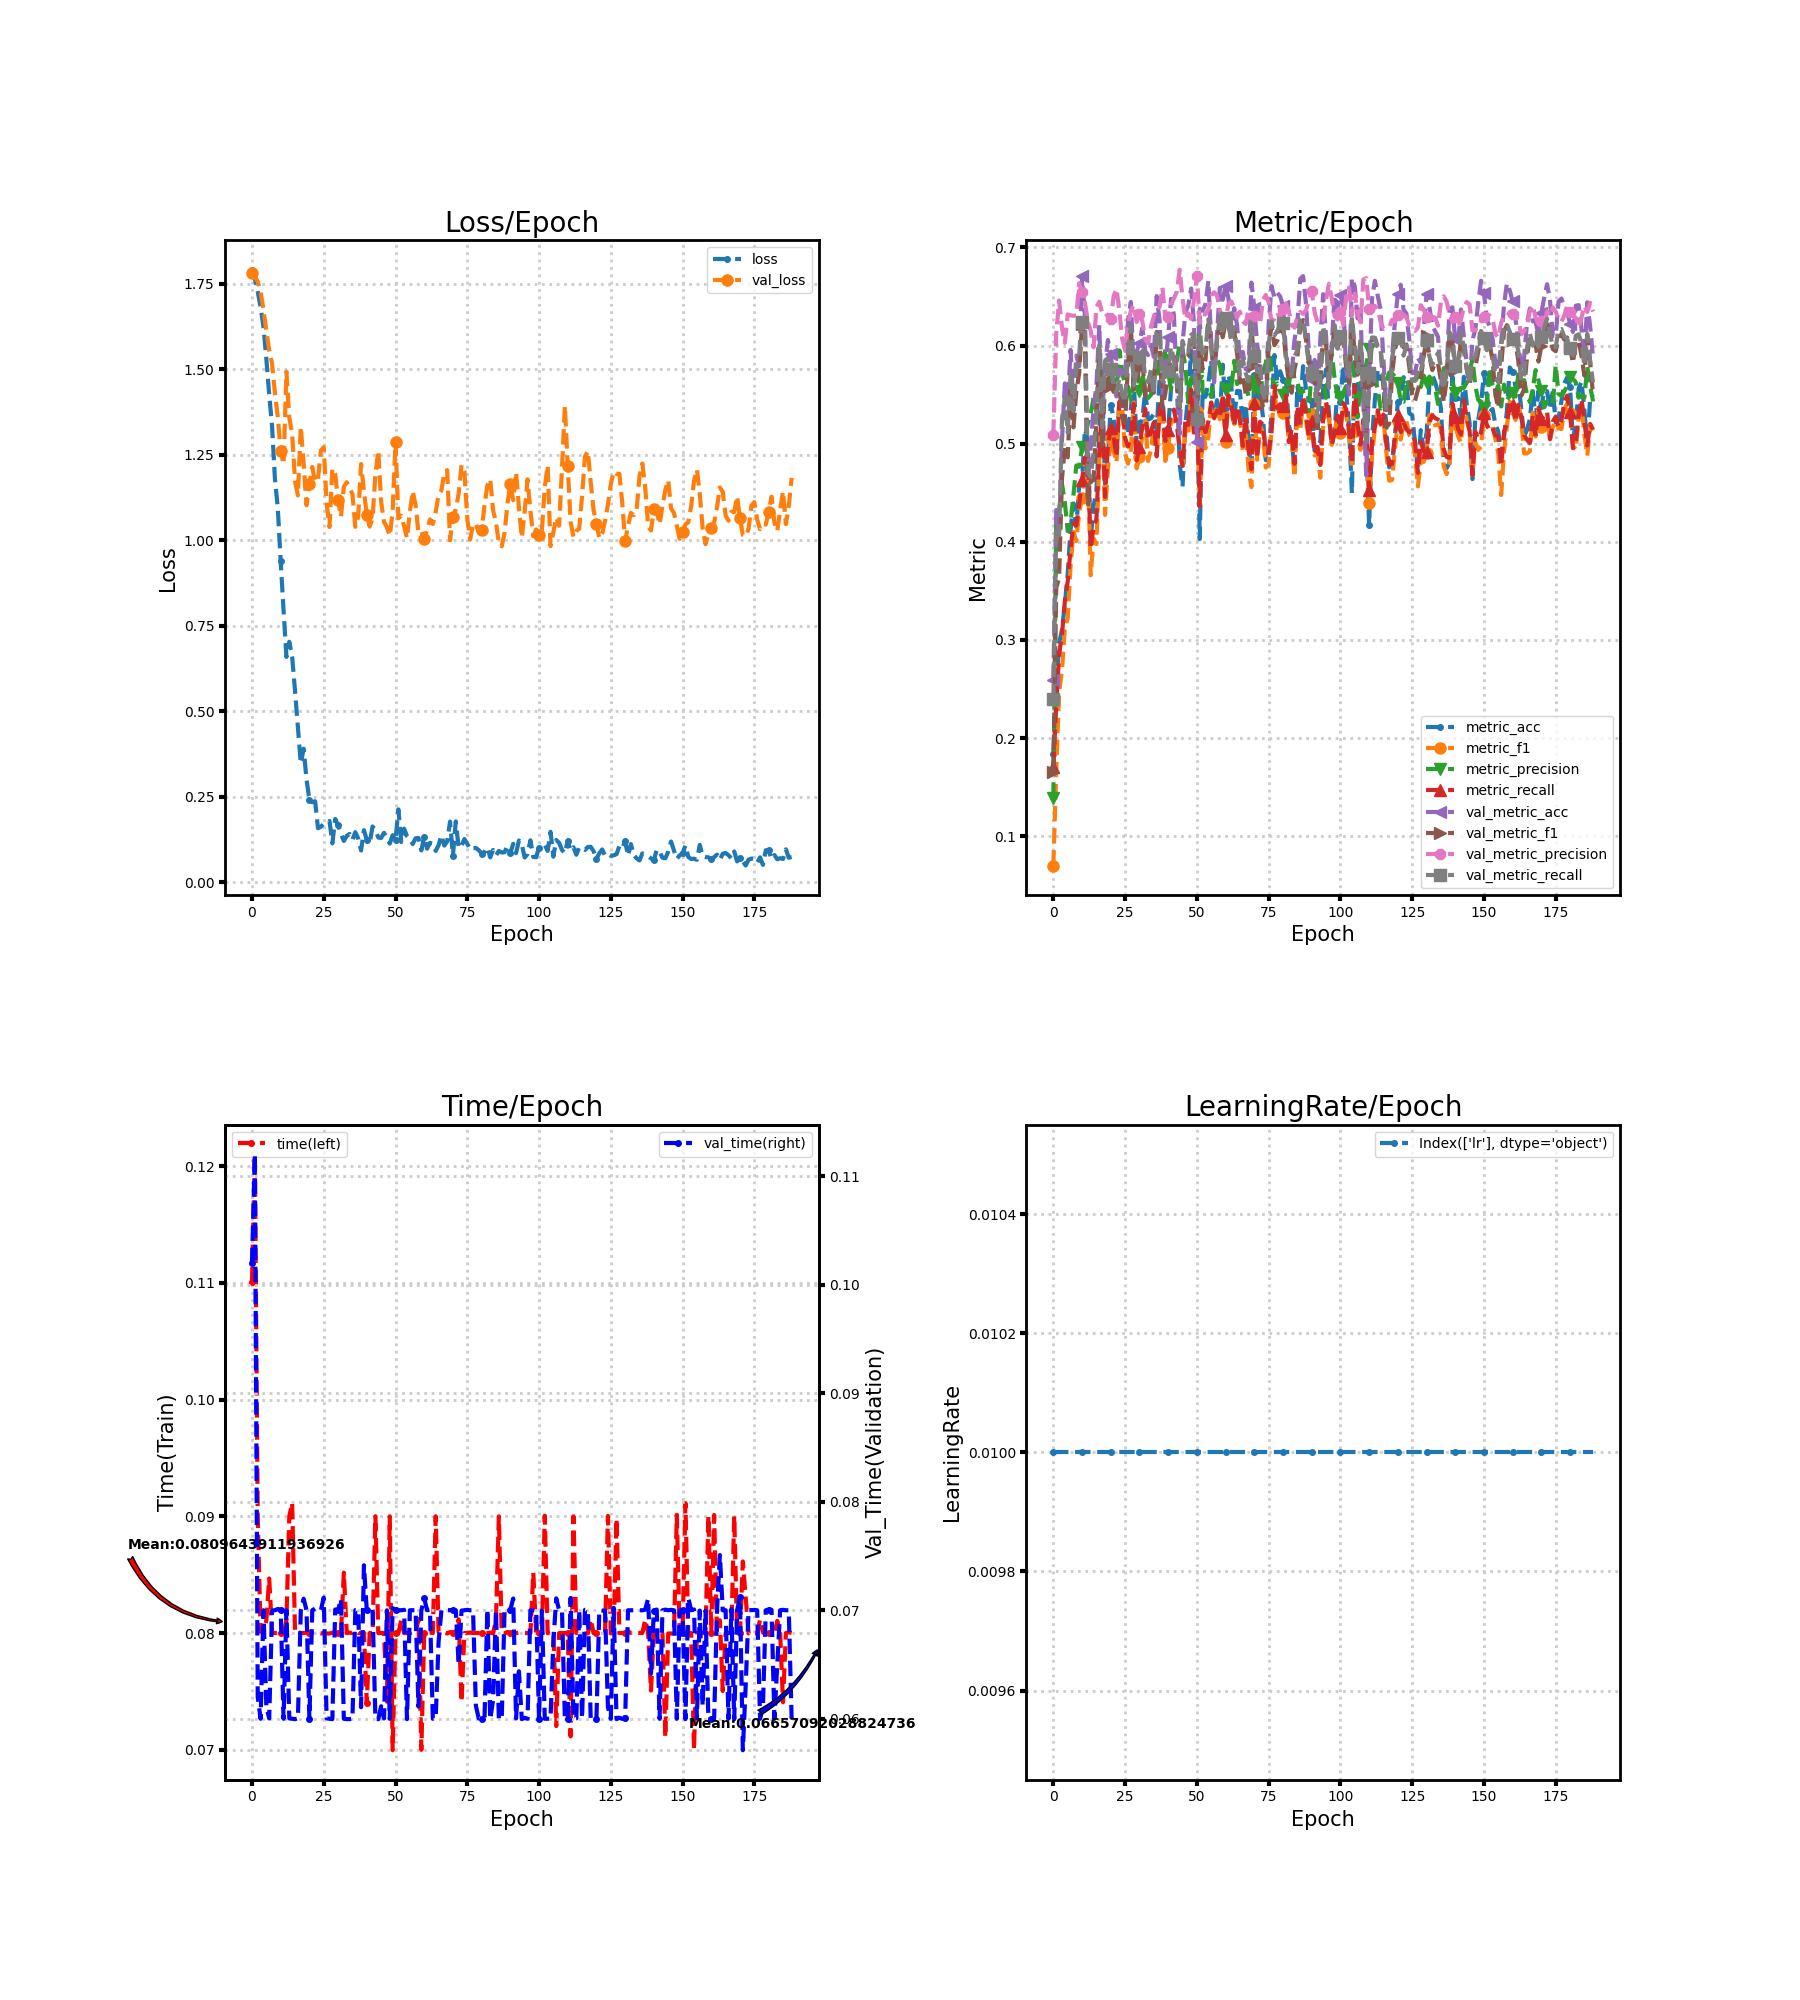 Loss/Epoch
loss
val_loss
1.75
1.50
1.25
1.00
0.75
0.50
0.25
0.00
Loss
0
25
50
75
100
125
150
175
Epoch
Metric/Epoch
0.7
0.6
0.5
0.4
0.3
0.2
0.1
Metric
metric_acc
metric_f1
metric_precision
metric_recall
val_metric_acc
val_metric_f1
val_metric_precision
val_metric_recall
0
25
50
75
100
125
150
175
Epoch
Time/Epoch
time(left)
val_time(right)
0.12
0.11
0.10
0.09
0.08
0.07
Time(Train)
Mean:0.0809643911936926
0.11
0.10
0.09
0.08
0.07
0.06
Val_Time(Validation)
Mean:0.06657092028824736
0
25
50
75
100
125
150
175
Epoch
LearningRate/Epoch
Index(['lr'], dtype='object')
0.0104
0.0102
0.0100
0.0098
0.0096
LearningRate
0
25
50
75
100
125
150
175
Epoch